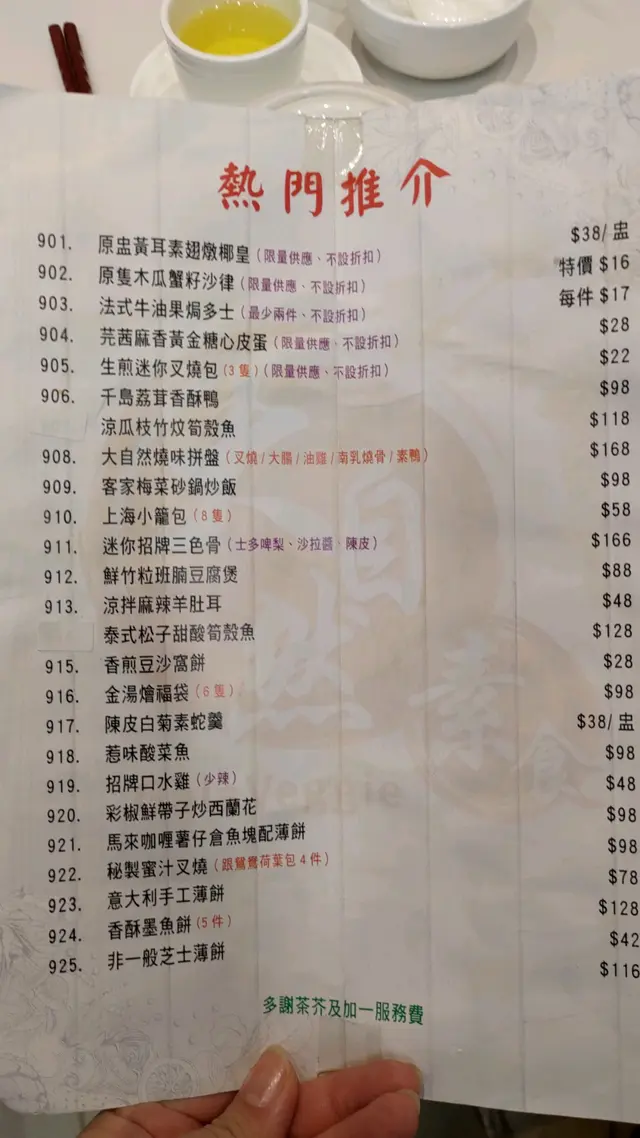 熱門推介
901. 原盅黃耳素翅燉椰皇(限量供應、不設折扣) $38/盅
902. 原隻木瓜蟹籽沙律(限量供應、不設折扣) 特價 $16
903. 法式牛油果焗多士(最少兩件、不設折扣) 每件 $17
904. 芫茜麻香黃金糖心皮蛋(限量供應、不設折扣) $28
905. 生煎迷你叉燒包(3隻)(限量供應、不設折扣) $22
906. 千島荔茸香酥鴨 $98
涼瓜枝竹炆筍殼魚 $118
908. 大自然燒味拼盤(叉燒/大腸/油雞/南乳燒骨/素鴨) $168
909. 客家梅菜砂鍋炒飯 $98
910. 上海小籠包(8隻) $58
911. 迷你招牌三色骨(士多啤梨、沙拉醬、陳皮) $166
912. 鮮竹粒班腩豆腐煲 $88
913. 涼拌麻辣羊肚耳 $48
泰式松子甜酸筍殼魚 $128
915. 香煎豆沙窩餅 $28
916. 金湯燴福袋(6隻) $98
917. 陳皮白菊素蛇羹 $38/盅
918. 惹味酸菜魚 $98
919. 招牌口水雞(少辣) $48
920. 彩椒鮮帶子炒西蘭花 $98
921. 馬來咖喱薯仔倉魚塊配薄餅 $98
922. 秘製蜜汁叉燒(跟鴛鴦荷葉包4件) $78
923. 意大利手工薄餅 $128
924. 香酥墨魚餅(5件) $42
925. 非一般芝士薄餅 $116
多謝茶芥及加一服務費
自然
素食
Veggie